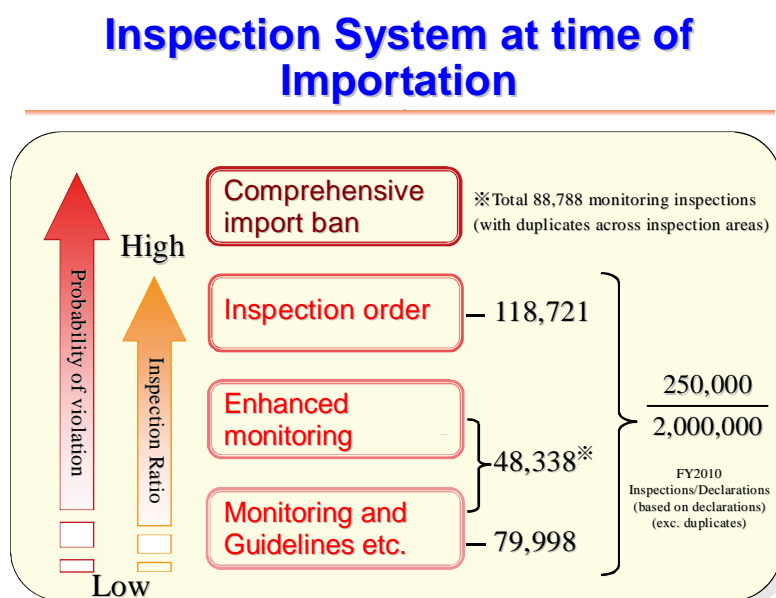 Inspection System at time of
Importation
Comprehensive
import ban
※Total 88,788 monitoring inspections
(with duplicates across inspection areas)
High
Probability of violation
Inspection Ratio
Inspection order
118,721
Enhanced
monitoring
48,338※
Monitoring and
Guidelines etc.
79,998
250,000
2,000,000
FY2010
Inspections/Declarations
(based on declarations)
(exc. duplicates)
Low